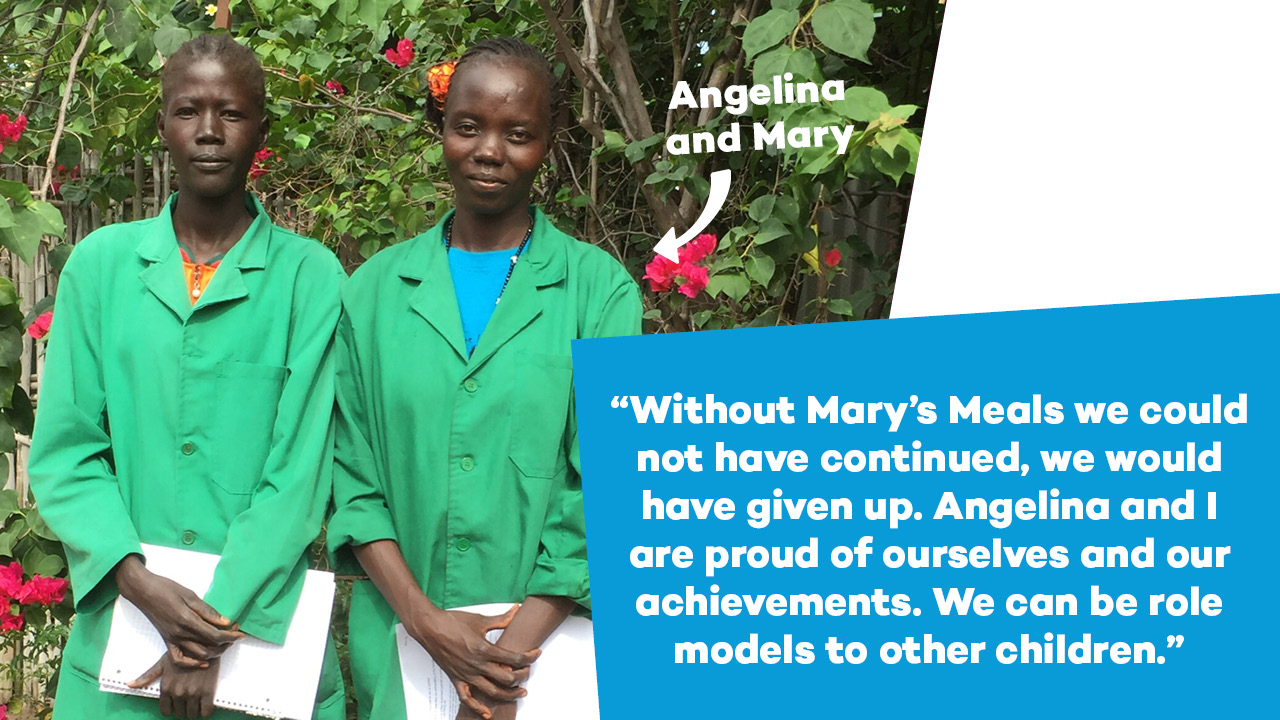 Angelina
and Mary
“Without Mary’s Meals we could
not have continued, we would
have given up. Angelina and I
are proud of ourselves and our
achievements. We can be role
models to other children.”